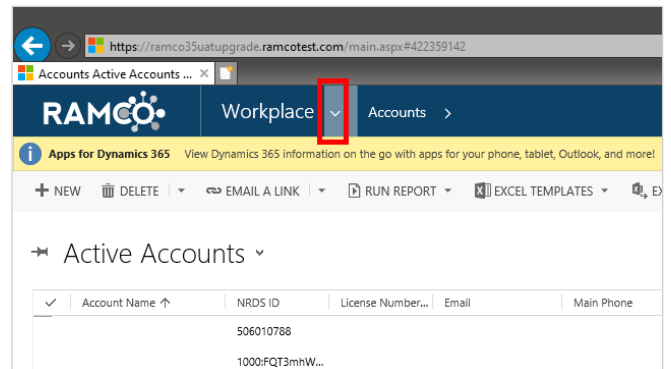 https://ramco35uatupgrade.ramcotest.com/main.aspx#422359142
Accounts Active Accounts ...
RAMCO Workplace Accounts
Apps for Dynamics 365 View Dynamics 365 information on the go with apps for your phone, tablet, Outlook, and more!
NEW DELETE EMAIL A LINK RUN REPORT EXCEL TEMPLATES EX
Active Accounts
Account Name NRDS ID License Number... Email Main Phone
506010788
1000:FQT3mhW...